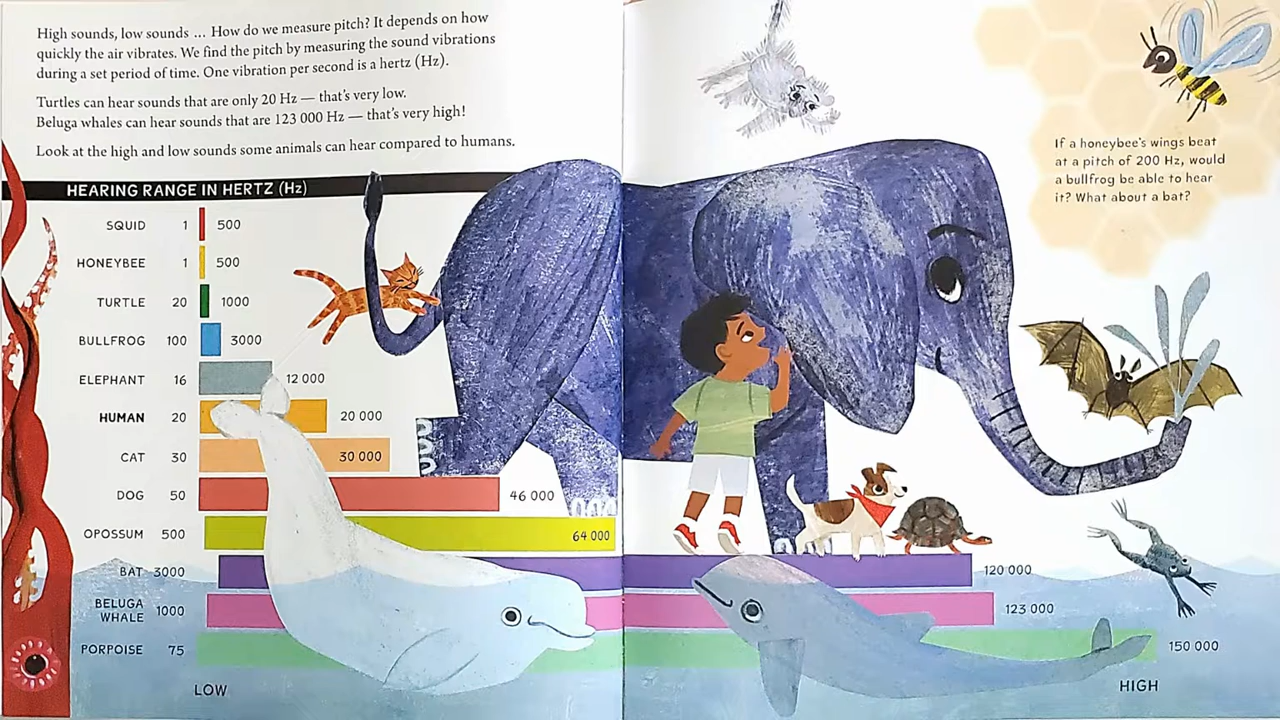 High sounds, low sounds ... How do we measure pitch? It depends on how
quickly the air vibrates. We find the pitch by measuring the sound vibrations
during a set period of time. One vibration per second is a hertz (Hz).
Turtles can hear sounds that are only 20 Hz — that's very low.
Beluga whales can hear sounds that are 123 000 Hz — that's very high!
Look at the high and low sounds some animals can hear compared to humans.
HEARING RANGE IN HERTZ (Hz)
SQUID 1 500
HONEYBEE 1 500
TURTLE 20 1000
BULLFROG 100 3000
ELEPHANT 16 12 000
HUMAN 20 20 000
CAT 30 30 000
DOG 50 46 000
OPOSSUM 500 64 000
BAT 3000 120 000
BELUGA
WHALE 1000 123 000
PORPOISE 75 150 000
LOW HIGH
If a honeybee's wings beat
at a pitch of 200 Hz, would
a bullfrog be able to hear
it? What about a bat?